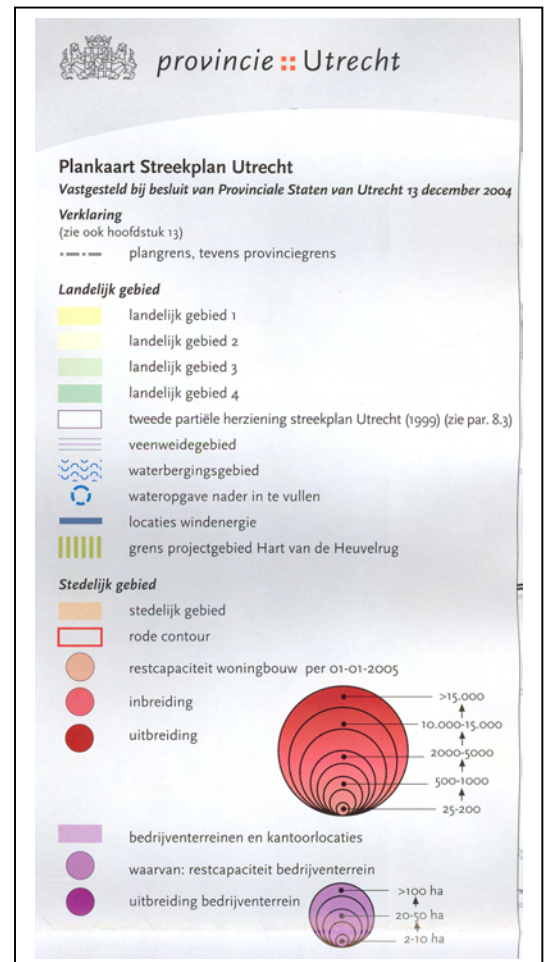 provincie :: Utrecht
Plankaart Streekplan Utrecht
Vastgesteld bij besluit van Provinciale Staten van Utrecht 13 december 2004
Verklaring
(zie ook hoofdstuk 13)
plangrens, tevens provinciegrens
Landelijk gebied
landelijk gebied 1
landelijk gebied 2
landelijk gebied 3
landelijk gebied 4
tweede partiële herziening streekplan Utrecht (1999) (zie par. 8.3)
veenweidegebied
waterbergingsgebied
wateropgave nader in te vullen
locaties windenergie
grens projectgebied Hart van de Heuvelrug
Stedelijk gebied
stedelijk gebied
rode contour
restcapaciteit woningbouw per 01-01-2005
inbreiding
uitbreiding
>15.000
10.000-15.000
2000-5000
500-1000
25-200
bedrijventerreinen en kantoorlocaties
waarvan: restcapaciteit bedrijventerrein
uitbreiding bedrijventerrein
>100 ha
20-50 ha
2-10 ha